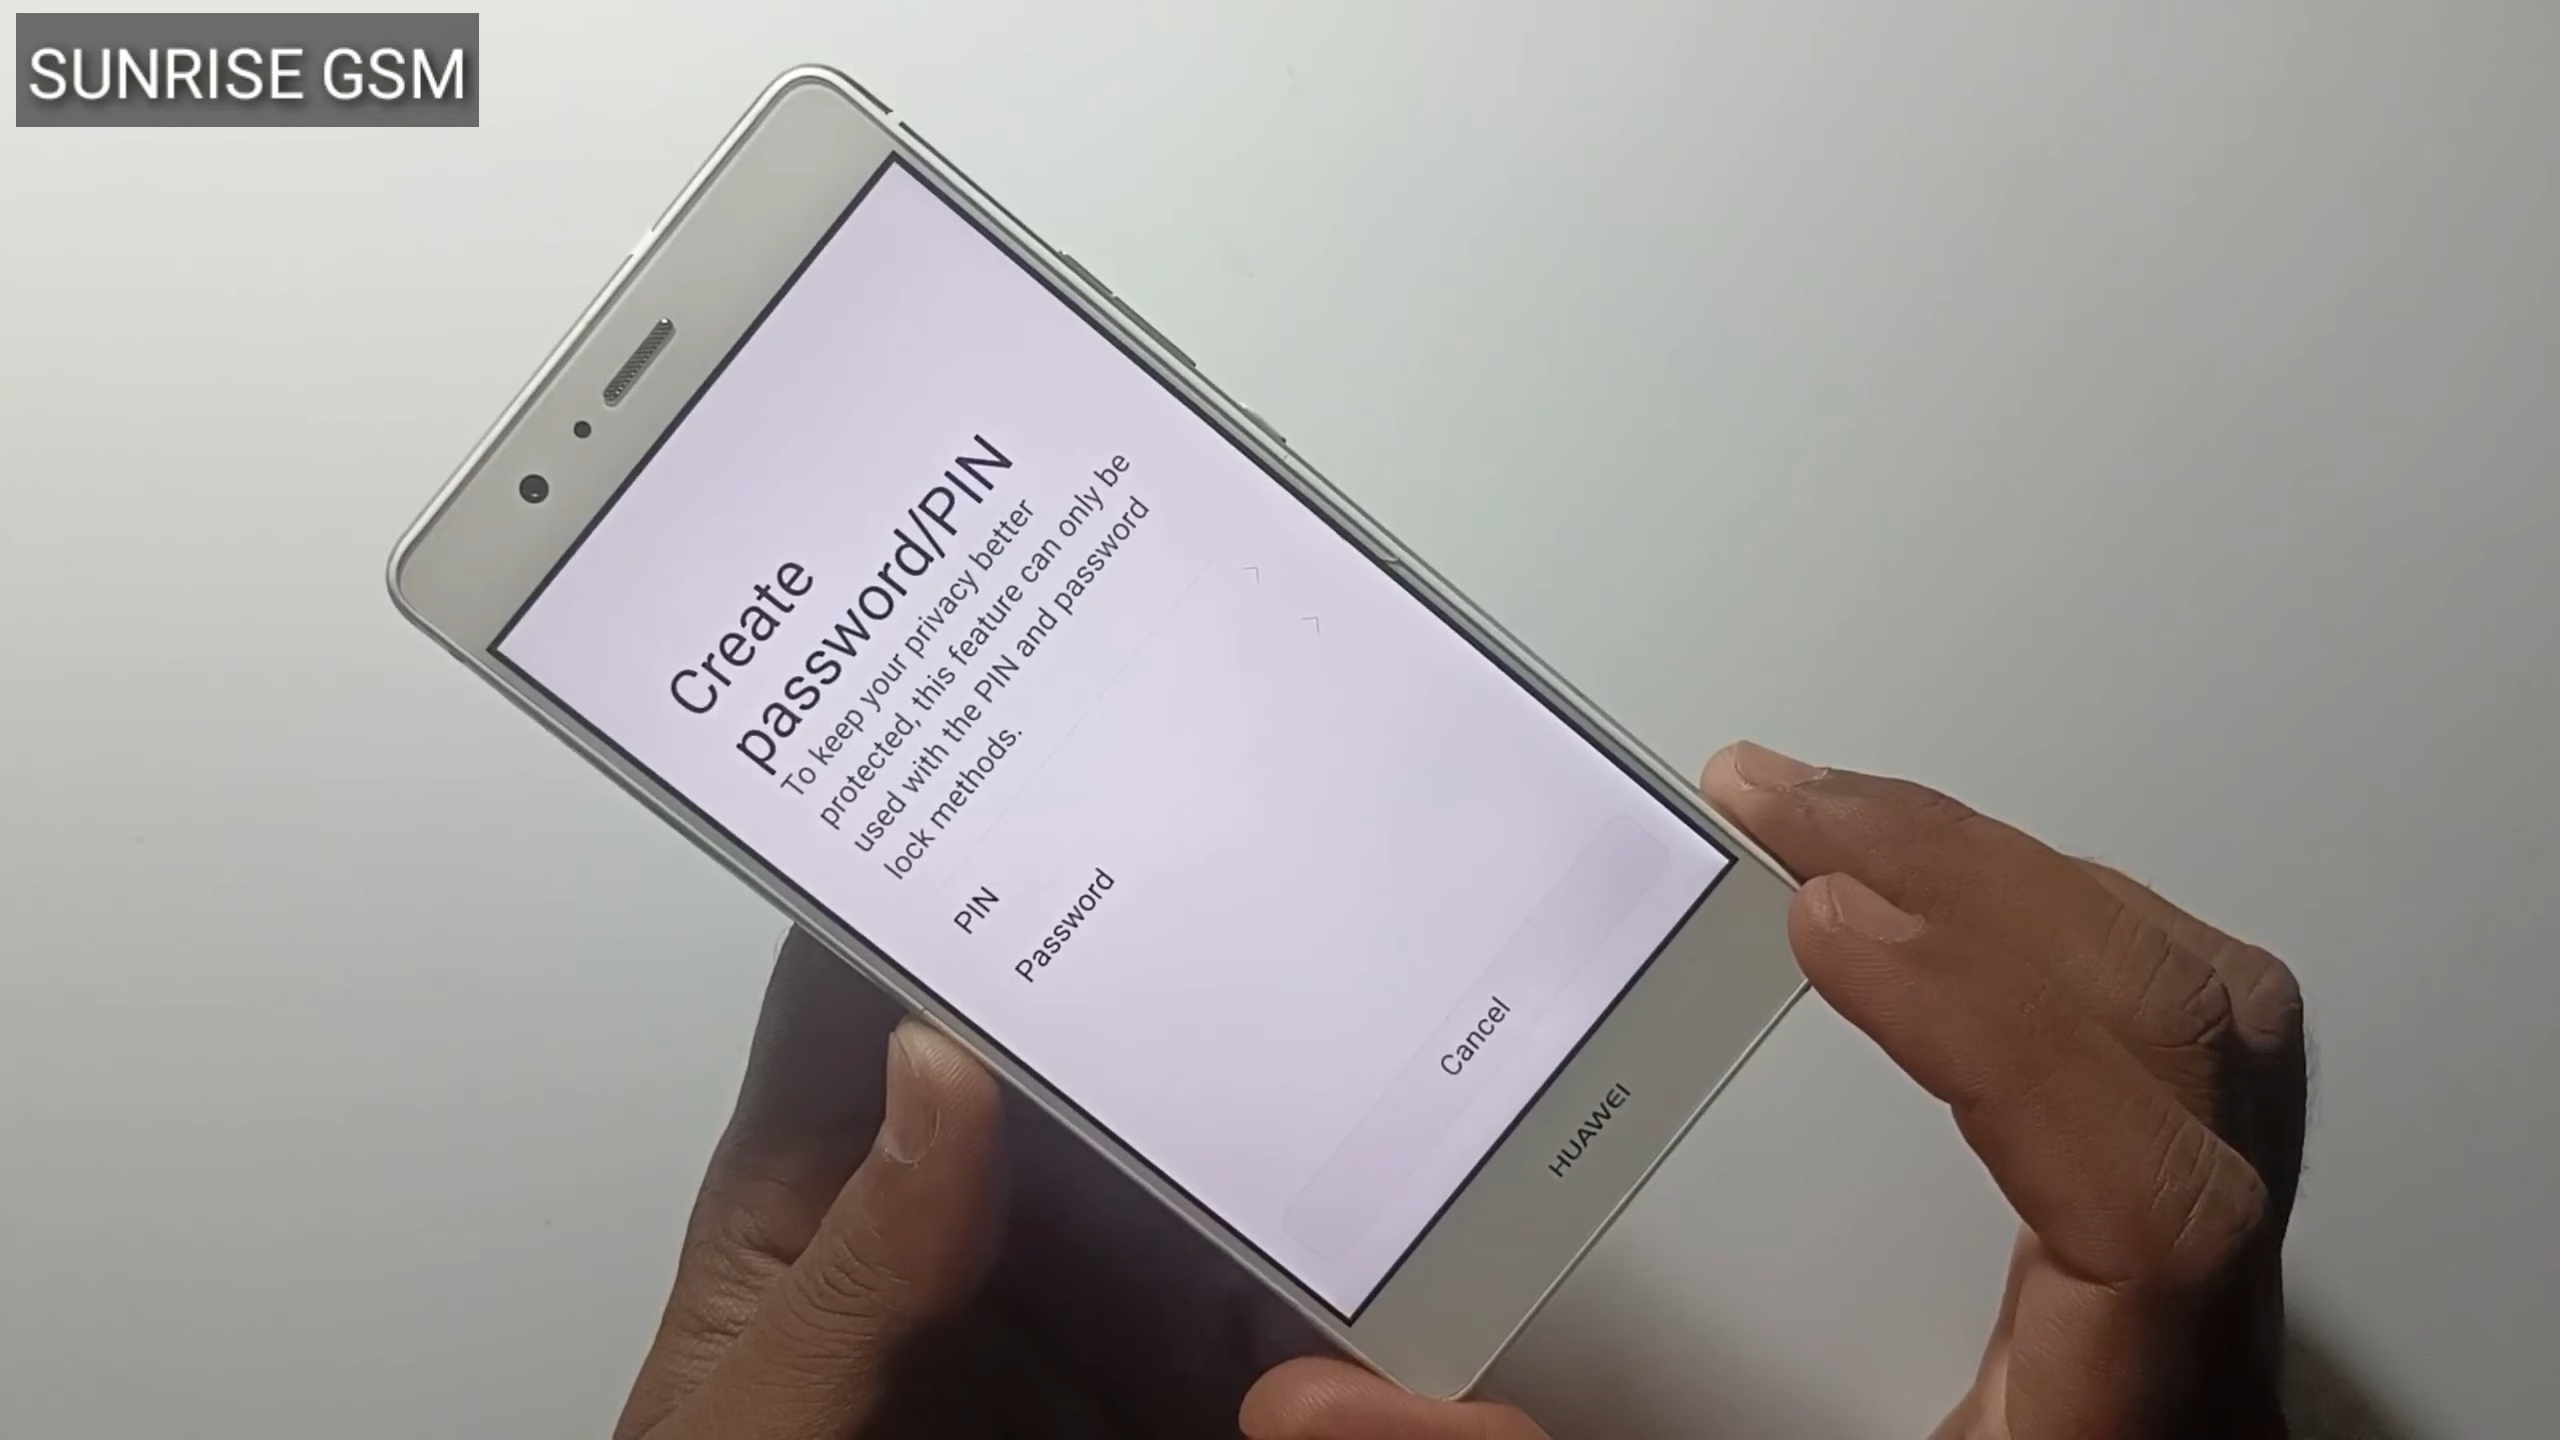 SUNRISE GSM
Create
password/PIN
To keep your privacy better
protected, this feature can only be
used with the PIN and password
lock methods.
PIN
Password
Cancel
HUAWEI